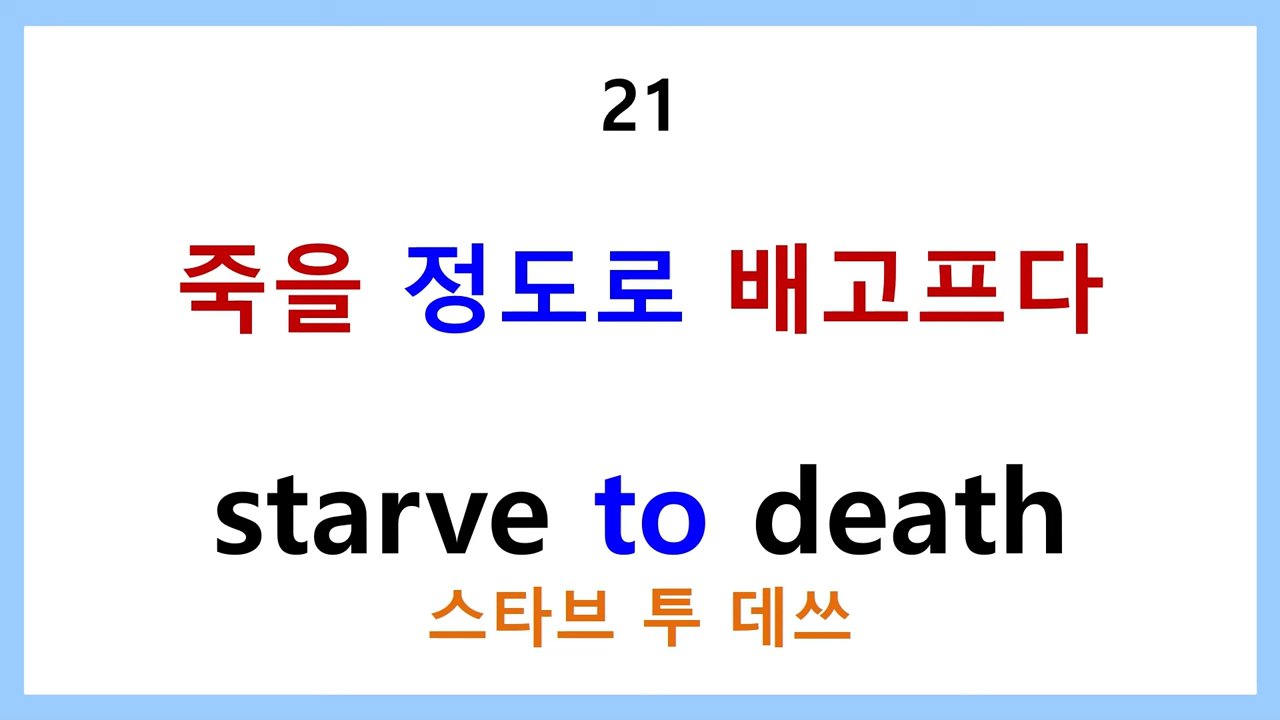 21
죽을 정도로 배고프다
starve to death
스타브 투 데쓰